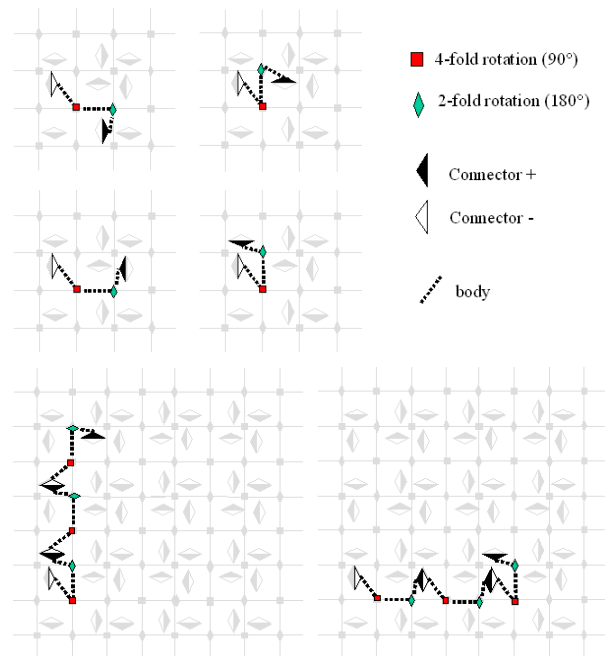 4-fold rotation (90°)
2-fold rotation (180°)
Connector +
Connector -
body